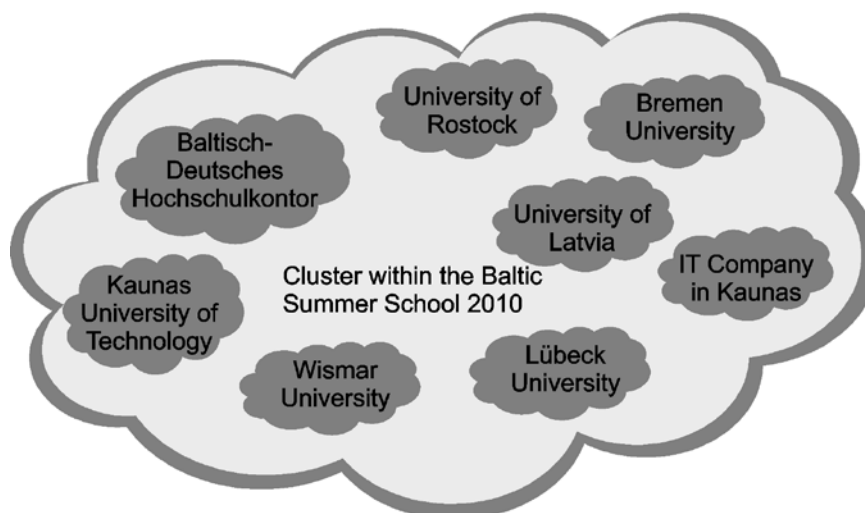 University of
Rostock
Bremen
University
Baltisch-
Deutsches
Hochschulkontor
University of
Latvia
IT Company
in Kaunas
Cluster within the Baltic
Summer School 2010
Kaunas
University of
Technology
Wismar
University
Lübeck
University